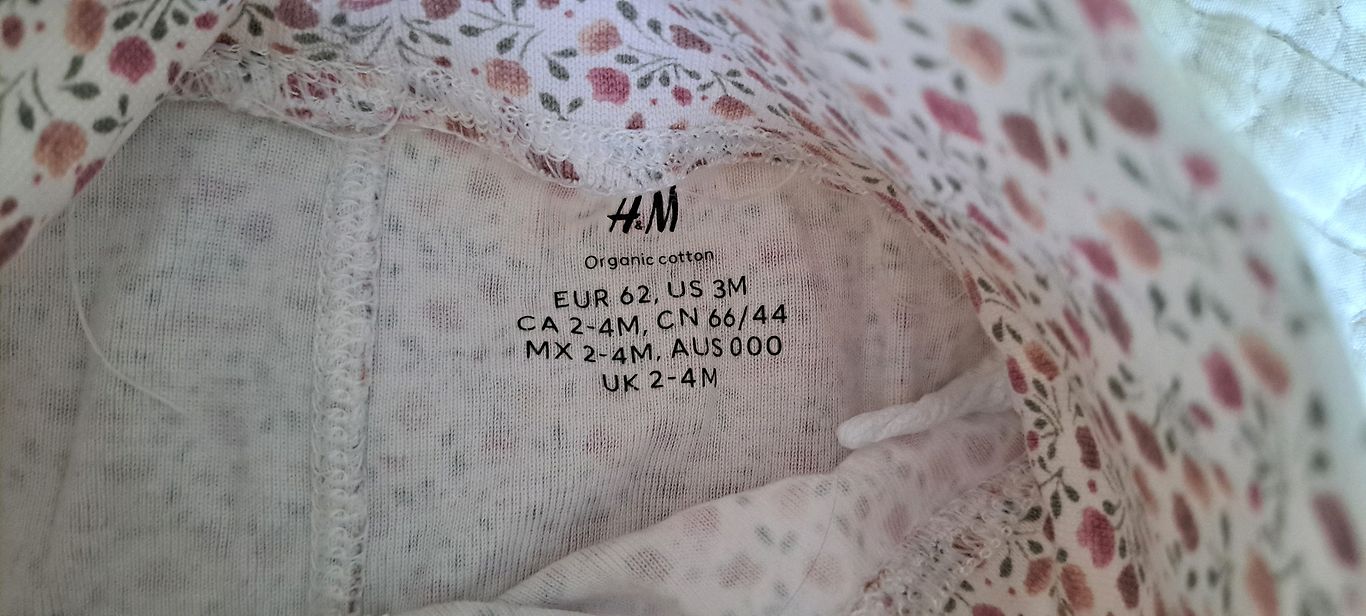 H&M
Organic cotton
EUR 62, US 3M
CA 2-4M, CN 66/44
MX 2-4M, AUS 000
UK 2-4M